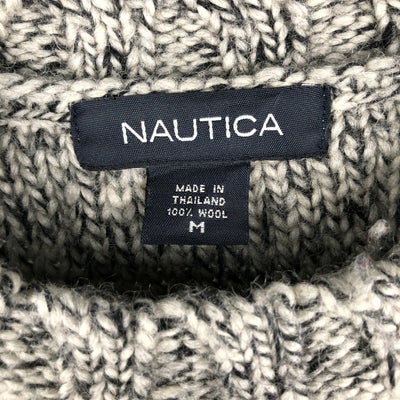 NAUTICA
MADE IN
THAILAND
100% WOOL
M